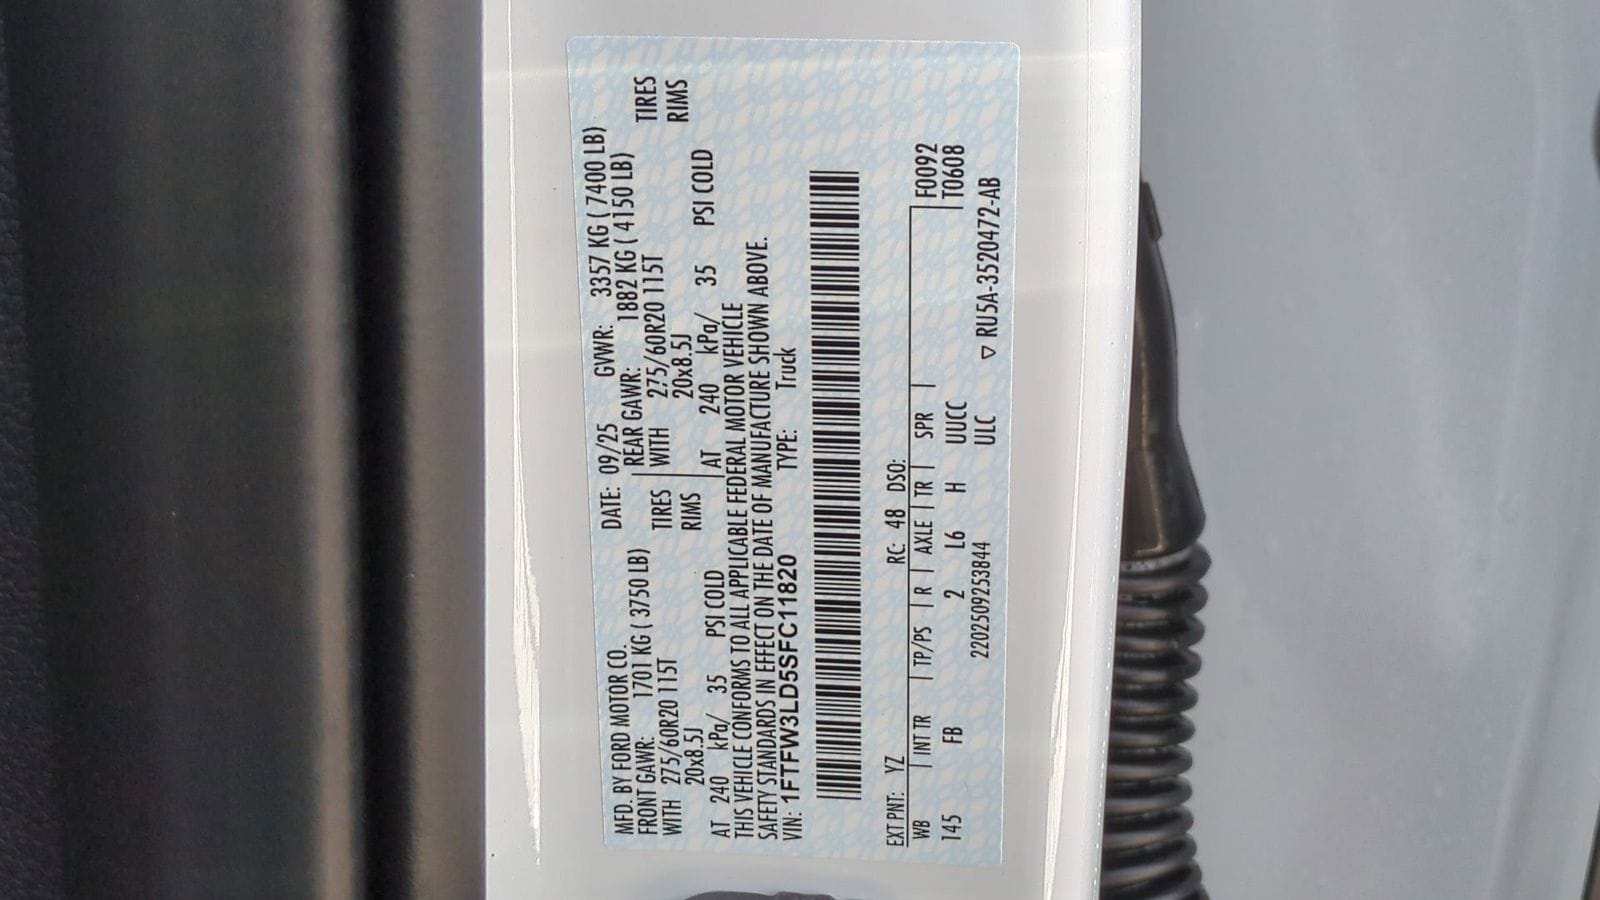 MFD. BY FORD MOTOR CO. DATE: 09/25 GVWR: 3357 KG ( 7400 LB)
FRONT GAWR: 1701 KG ( 3750 LB) REAR GAWR: 1882 KG ( 4150 LB)
WITH 275/60R20 115T TIRES WITH 275/60R20 115T TIRES
20x8.5J RIMS 20x8.5J RIMS
AT 240 kPa/ 35 PSI COLD AT 240 kPa/ 35 PSI COLD
THIS VEHICLE CONFORMS TO ALL APPLICABLE FEDERAL MOTOR VEHICLE
SAFETY STANDARDS IN EFFECT ON THE DATE OF MANUFACTURE SHOWN ABOVE.
VIN: 1FTFW3LD5SFC11820 TYPE: Truck
EXT PNT: YZ RC: 48 DSO:
WB INT TR TP/PS R AXLE TR SPR F0092
145 FB 2 L6 H UUCC T0608
2202509253844 ULC ▽ RU5A-3520472-AB